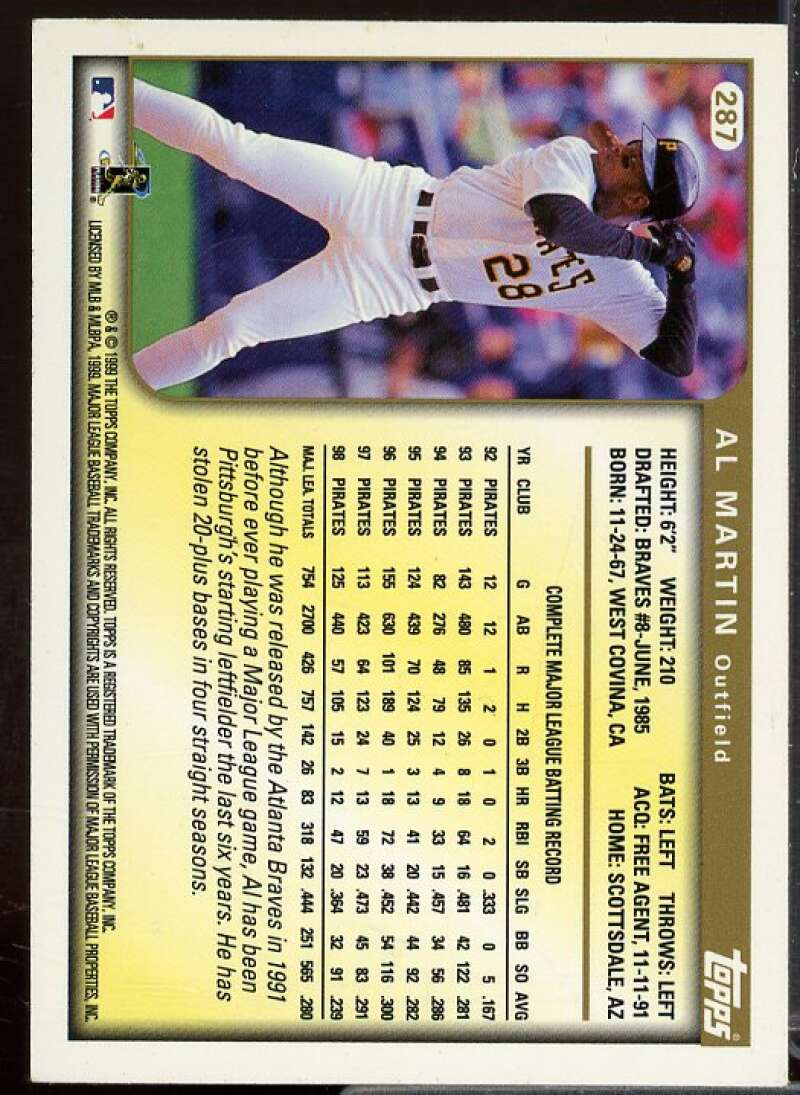 287
AL MARTIN Outfield
topps®
P
ATES
28
HEIGHT: 6'2" WEIGHT: 210 BATS: LEFT THROWS: LEFT
DRAFTED: BRAVES #8-JUNE, 1985 ACQ: FREE AGENT, 11-11-91
BORN: 11-24-67, WEST COVINA, CA HOME: SCOTTSDALE, AZ
COMPLETE MAJOR LEAGUE BATTING RECORD
YR CLUB G AB R H 2B 3B HR RBI SB SLG BB SO AVG
92 PIRATES 12 12 1 2 0 1 0 2 0 .333 0 5 .167
93 PIRATES 143 480 85 135 26 8 18 64 16 .481 42 122 .281
94 PIRATES 82 276 48 79 12 4 9 33 15 .457 34 56 .286
95 PIRATES 124 439 70 124 25 3 13 41 20 .442 44 92 .282
96 PIRATES 155 630 101 189 40 1 18 72 38 .452 54 116 .300
97 PIRATES 113 423 64 123 24 7 13 59 23 .473 45 83 .291
98 PIRATES 125 440 57 105 15 2 12 47 20 .364 32 91 .239
MAJ. LEA. TOTALS 754 2700 426 757 142 26 83 318 132 .444 251 565 .280
Although he was released by the Atlanta Braves in 1991
before ever playing a Major League game, Al has been
Pittsburgh's starting leftfielder the last six years. He has
stolen 20-plus bases in four straight seasons.
® & © 1999 THE TOPPS COMPANY, INC. ALL RIGHTS RESERVED. TOPPS IS A REGISTERED TRADEMARK OF THE TOPPS COMPANY, INC.
LICENSED BY MLB & MLBPA, 1999. MAJOR LEAGUE BASEBALL TRADEMARKS AND COPYRIGHTS ARE USED WITH PERMISSION OF MAJOR LEAGUE BASEBALL PROPERTIES, INC.